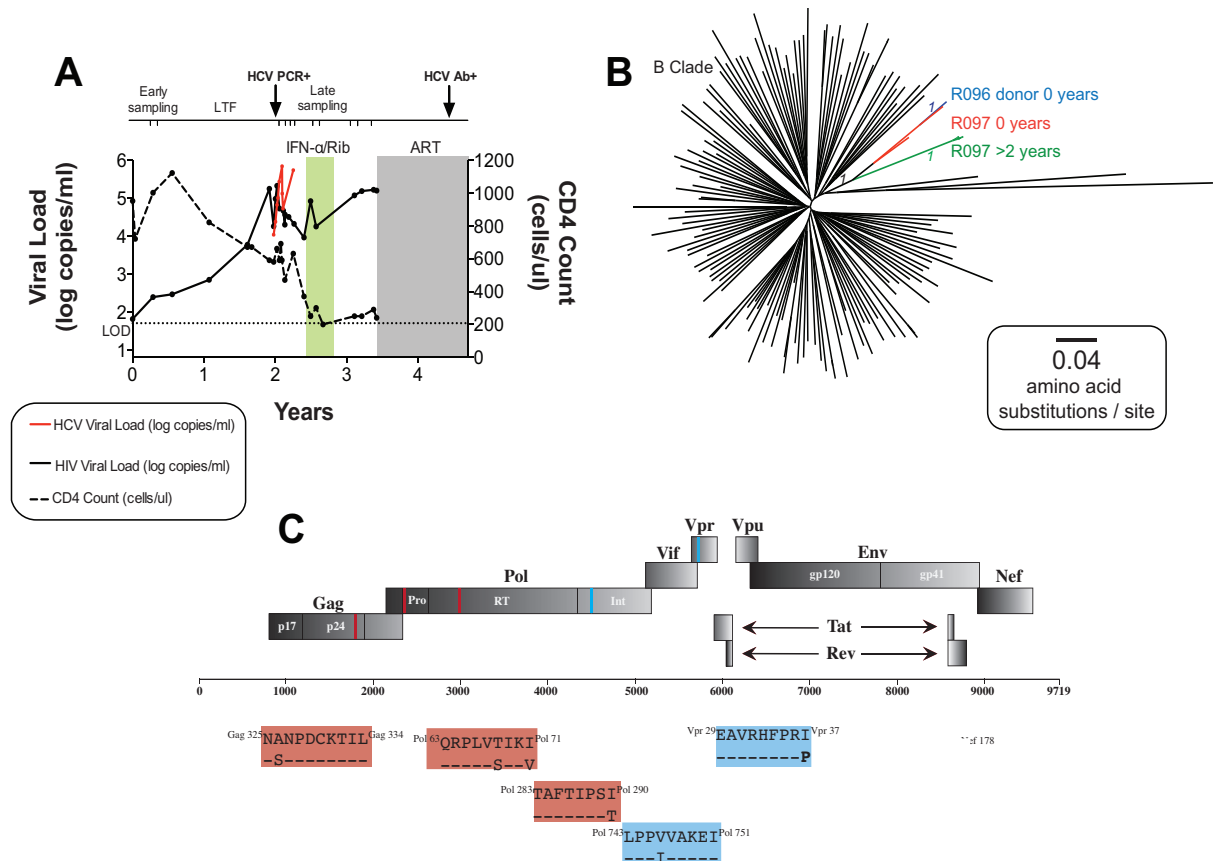 A
HCV PCR+
HCV Ab+
Early sampling
LTF
Late sampling
IFN-α/Rib
ART
6
5
4
3
2
1
LOD
Viral Load (log copies/ml)
1200
1000
800
600
400
200
0
CD4 Count (cells/ul)
0
1
2
3
4
Years
HCV Viral Load (log copies/ml)
HIV Viral Load (log copies/ml)
CD4 Count (cells/ul)
B
B Clade
1
R096 donor 0 years
R097 0 years
1
R097 >2 years
1
0.04
amino acid
substitutions / site
C
Vpr
Vpu
Vif
Env
gp120
gp41
Pol
Nef
Pro
RT
Int
Gag
p17
p24
Tat
Rev
0
1000
2000
3000
4000
5000
6000
7000
8000
9000
9719
Gag 325 NANPDCKTIL Gag 334
-S--------
Pol 63 QRPLVTIKI Pol 71
-----S--V
Vpr 29 EAVRHFPRI Vpr 37
--------P
Pol 283 TAFTIPSI Pol 290
-------T
Pol 743 LPPVVAKEI Pol 751
---I-----
178